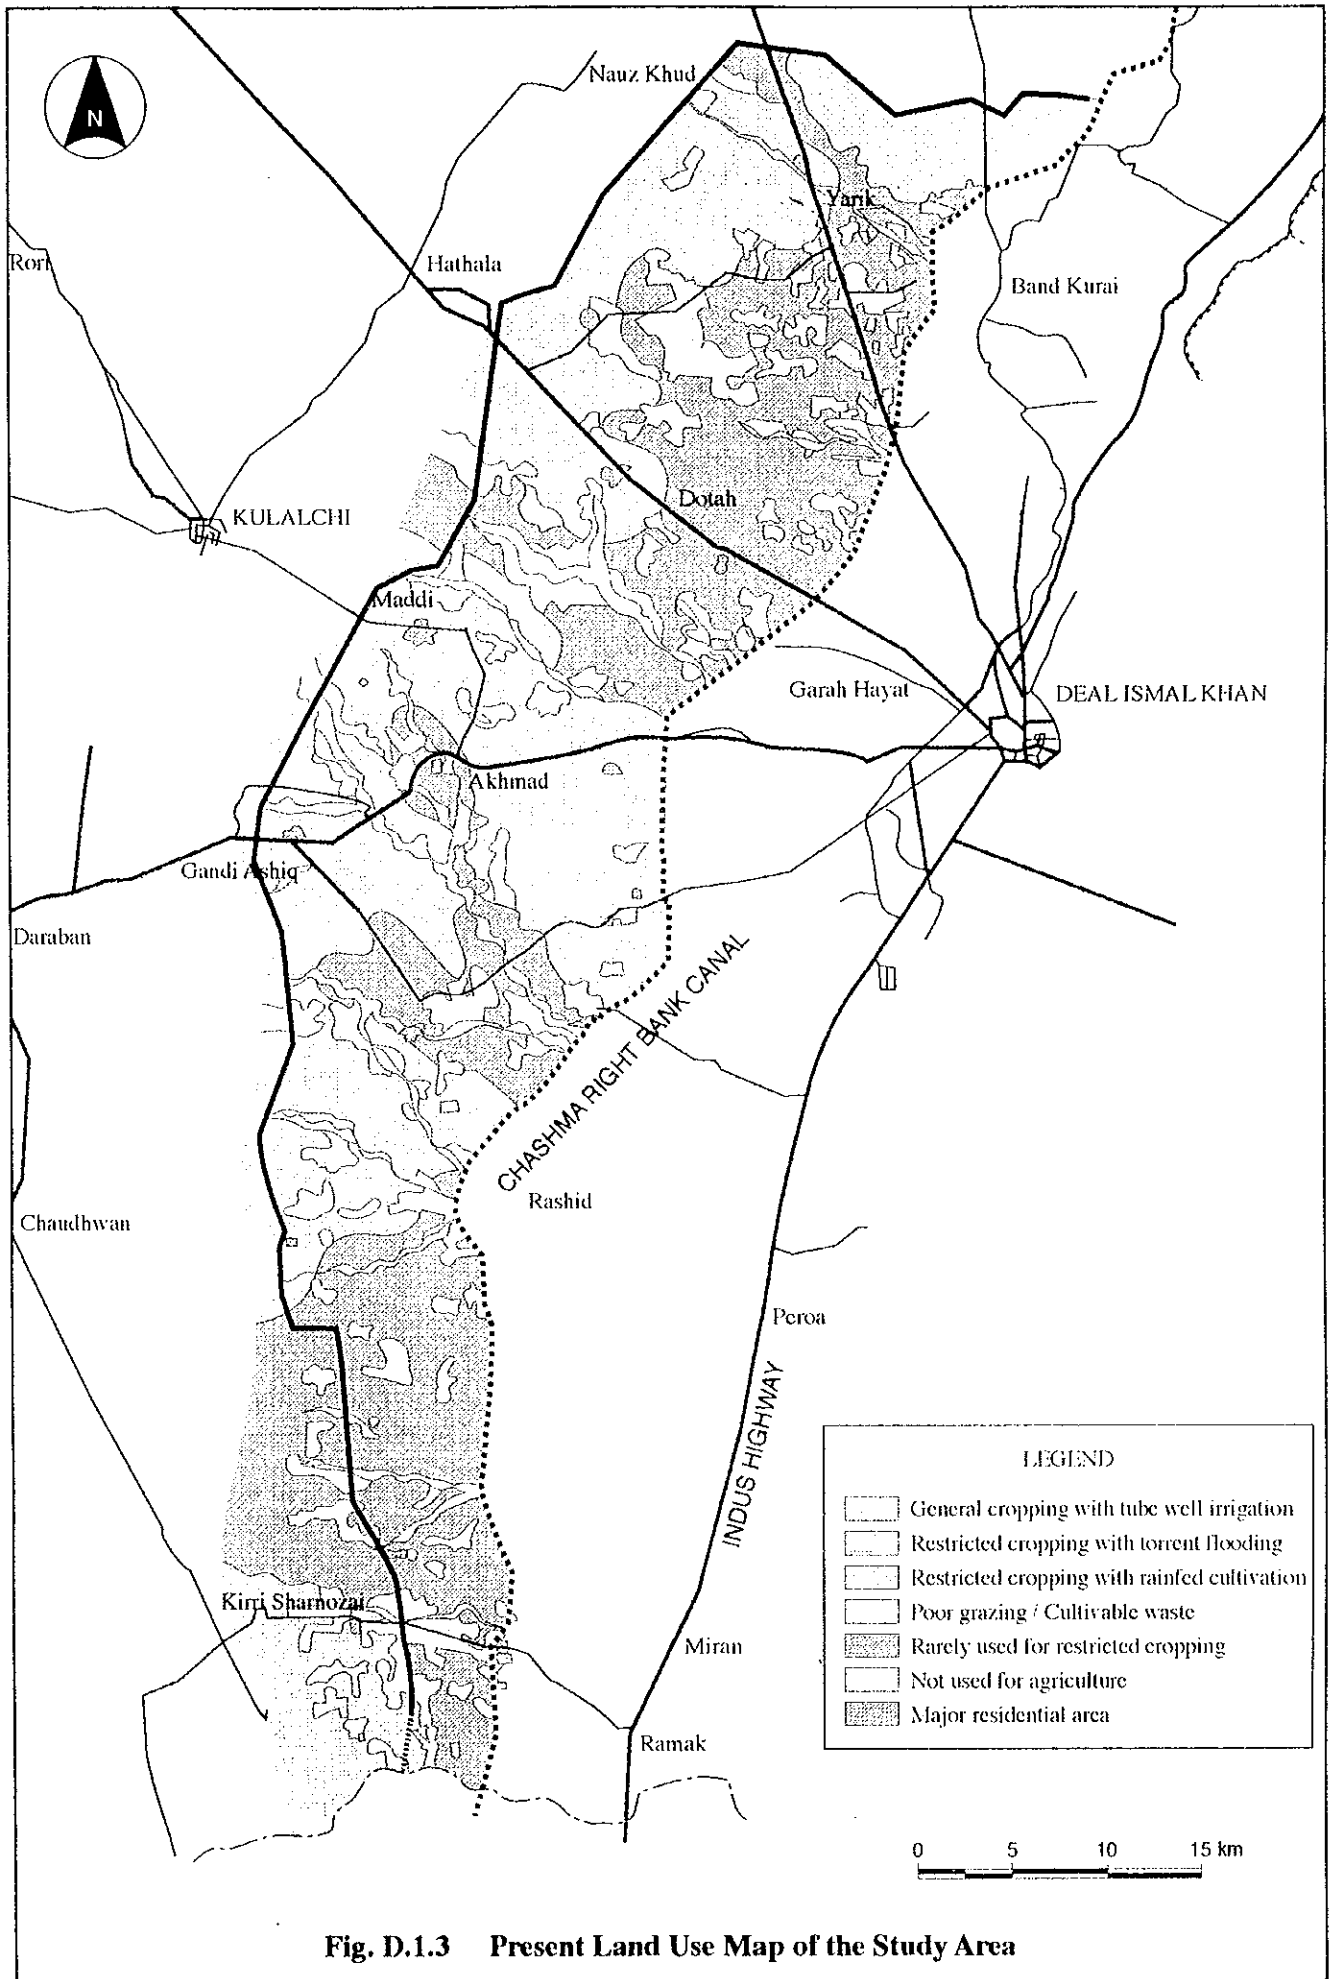 N
Nauz Khud
Yarik
Rori
Hathala
Band Kurai
Dotah
KULALCHI
Maddi
Garah Hayat
DEAL ISMAL KHAN
Akhmad
Gandi Ashiq
Daraban
CHASHMA RIGHT BANK CANAL
Rashid
Chaudhwan
Peroa
INDUS HIGHWAY
LEGEND
General cropping with tube well irrigation
Restricted cropping with torrent flooding
Restricted cropping with rainfed cultivation
Poor grazing / Cultivable waste
Rarely used for restricted cropping
Not used for agriculture
Major residential area
Kirri Sharnozai
Miran
Ramak
0 5 10 15 km
Fig. D.1.3 Present Land Use Map of the Study Area